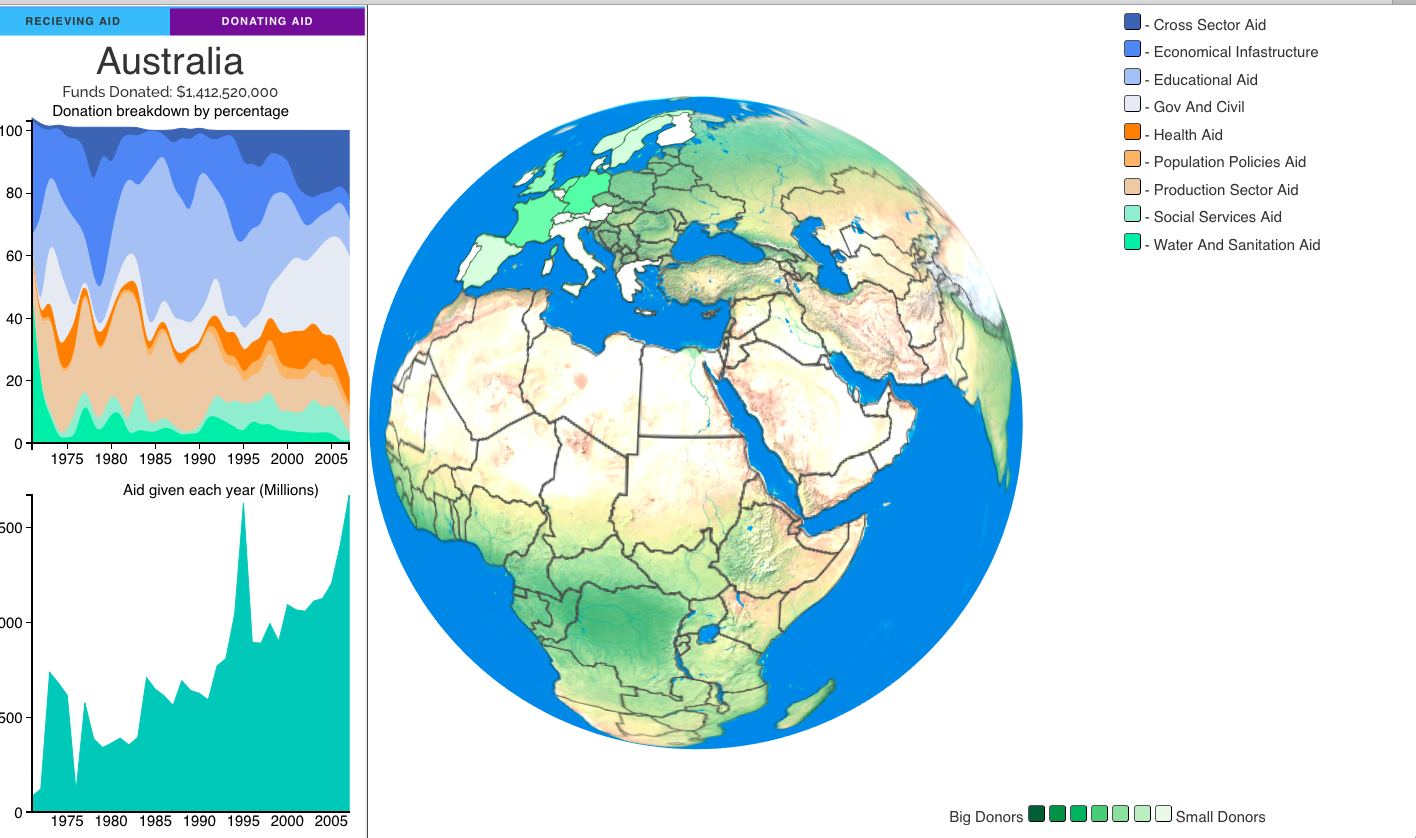 RECIEVING AID
DONATING AID
Australia
Funds Donated: $1,412,520,000
Donation breakdown by percentage
100
80
60
40
20
0
1975 1980 1985 1990 1995 2000 2005
Aid given each year (Millions)
500
000
500
0
1975 1980 1985 1990 1995 2000 2005
- Cross Sector Aid
- Economical Infastructure
- Educational Aid
- Gov And Civil
- Health Aid
- Population Policies Aid
- Production Sector Aid
- Social Services Aid
- Water And Sanitation Aid
Big Donors
Small Donors